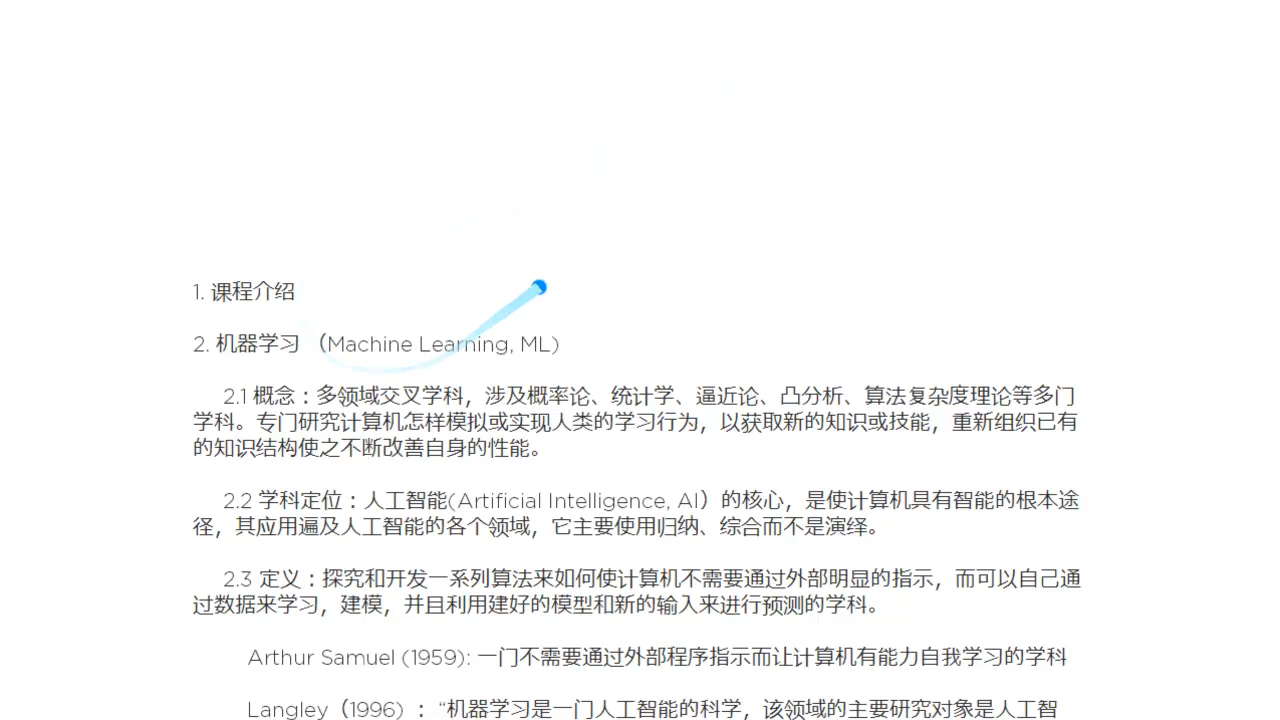 1. 课程介绍
2. 机器学习 （Machine Learning, ML)
2.1 概念：多领域交叉学科，涉及概率论、统计学、逼近论、凸分析、算法复杂度理论等多门
学科。专门研究计算机怎样模拟或实现人类的学习行为，以获取新的知识或技能，重新组织已有
的知识结构使之不断改善自身的性能。
2.2 学科定位：人工智能(Artificial Intelligence, AI）的核心，是使计算机具有智能的根本途
径，其应用遍及人工智能的各个领域，它主要使用归纳、综合而不是演绎。
2.3 定义：探究和开发一系列算法来如何使计算机不需要通过外部明显的指示，而可以自己通
过数据来学习，建模，并且利用建好的模型和新的输入来进行预测的学科。
Arthur Samuel (1959): 一门不需要通过外部程序指示而让计算机有能力自我学习的学科
Langley（1996) ： “机器学习是一门人工智能的科学，该领域的主要研究对象是人工智